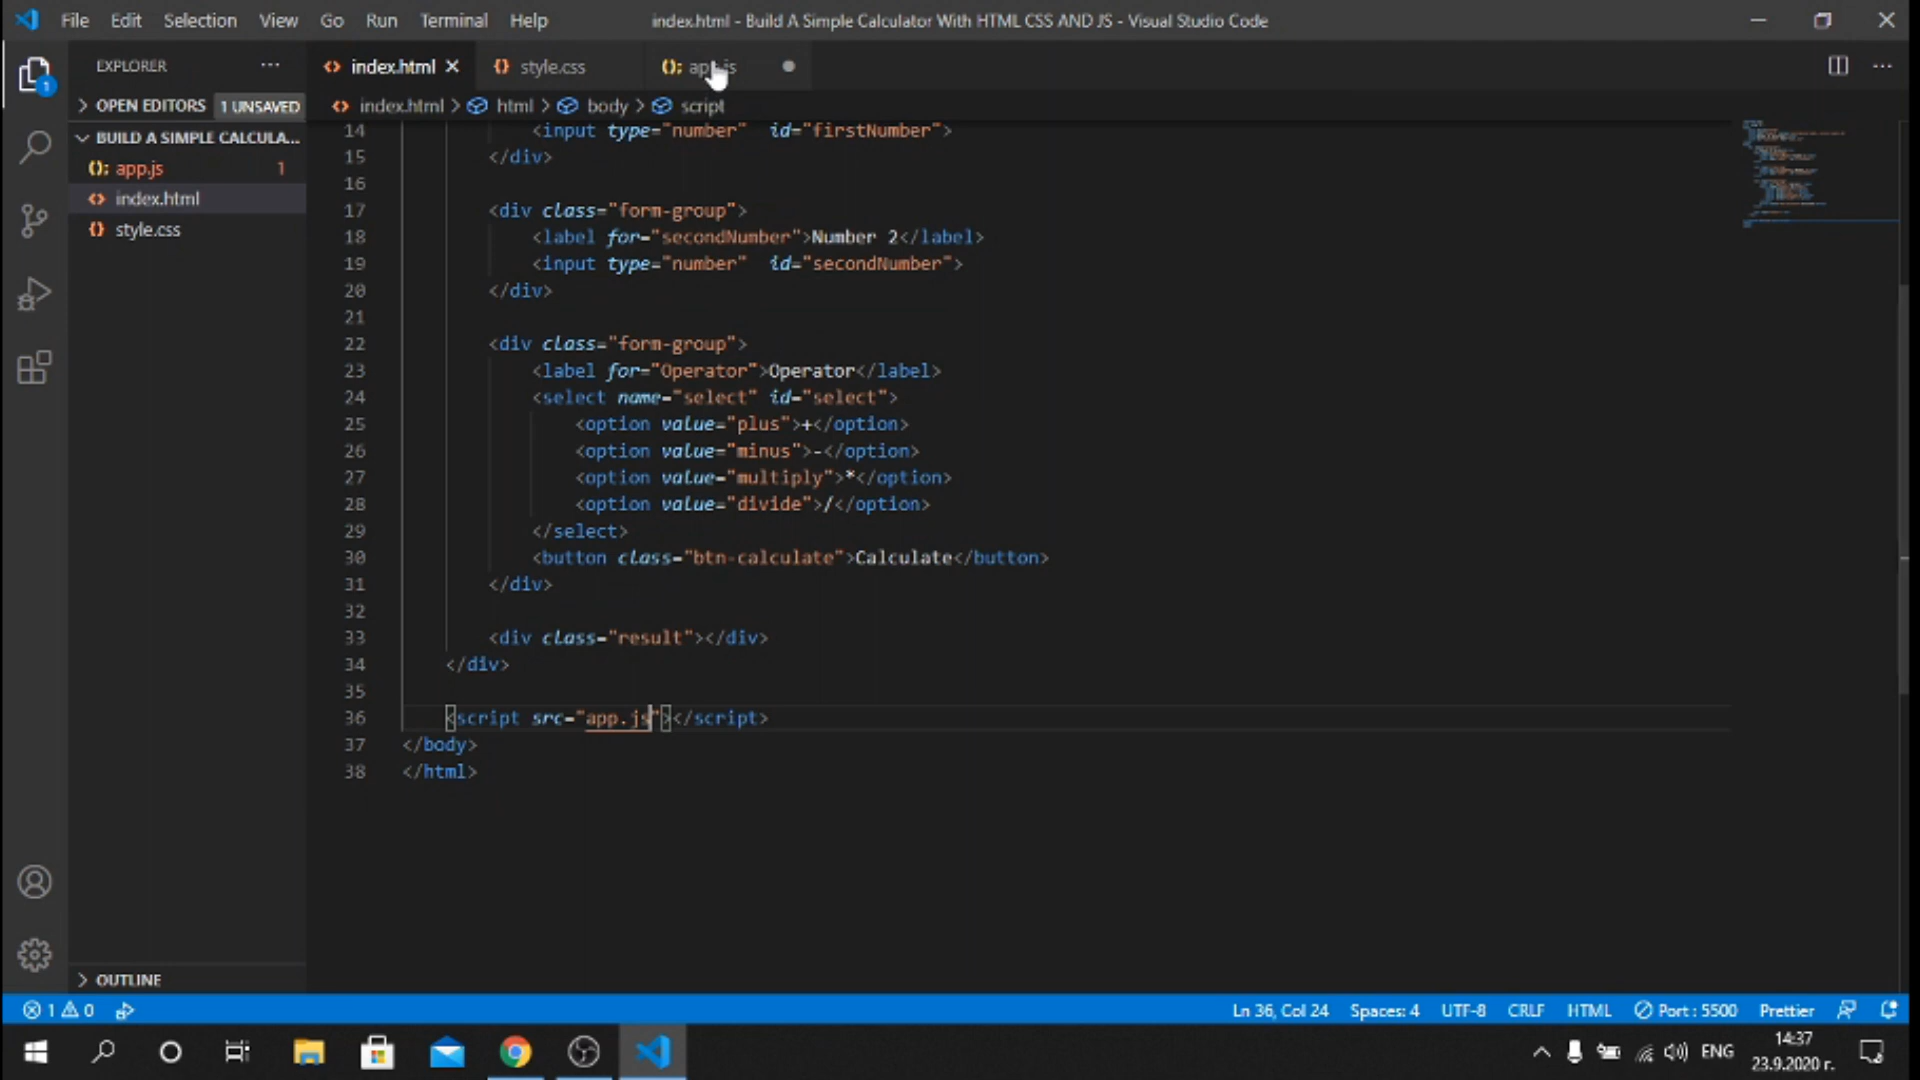 File Edit Selection View Go Run Terminal Help index.html - Build A Simple Calculator With HTML CSS AND JS - Visual Studio Code
EXPLORER
OPEN EDITORS 1 UNSAVED
BUILD A SIMPLE CALCULA...
app.js 1
index.html
style.css
OUTLINE
1
index.html style.css
index.html > html > body > script
14 <input type="number" id="firstNumber">
15 </div>
16
17 <div class="form-group">
18 <label for="secondNumber">Number 2</label>
19 <input type="number" id="secondNumber">
20 </div>
21
22 <div class="form-group">
23 <label for="Operator">Operator</label>
24 <select name="select" id="select">
25 <option value="plus">+</option>
26 <option value="minus">-</option>
27 <option value="multiply">*</option>
28 <option value="divide">/</option>
29 </select>
30 <button class="btn-calculate">Calculate</button>
31 </div>
32
33 <div class="result"></div>
34 </div>
35
36 <script src="app.js"></script>
37 </body>
38 </html>
1 0 Ln 36, Col 24 Spaces: 4 UTF-8 CRLF HTML Port : 5500 Prettier
ENG 14:37
23.9.2020 г.